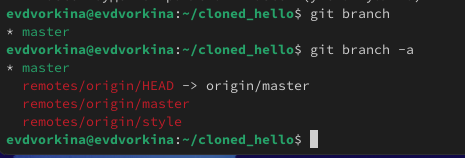 evdvorkina@evdvorkina:~/cloned_hello$ git branch
* master
evdvorkina@evdvorkina:~/cloned_hello$ git branch -a
* master
  remotes/origin/HEAD -> origin/master
  remotes/origin/master
  remotes/origin/style
evdvorkina@evdvorkina:~/cloned_hello$